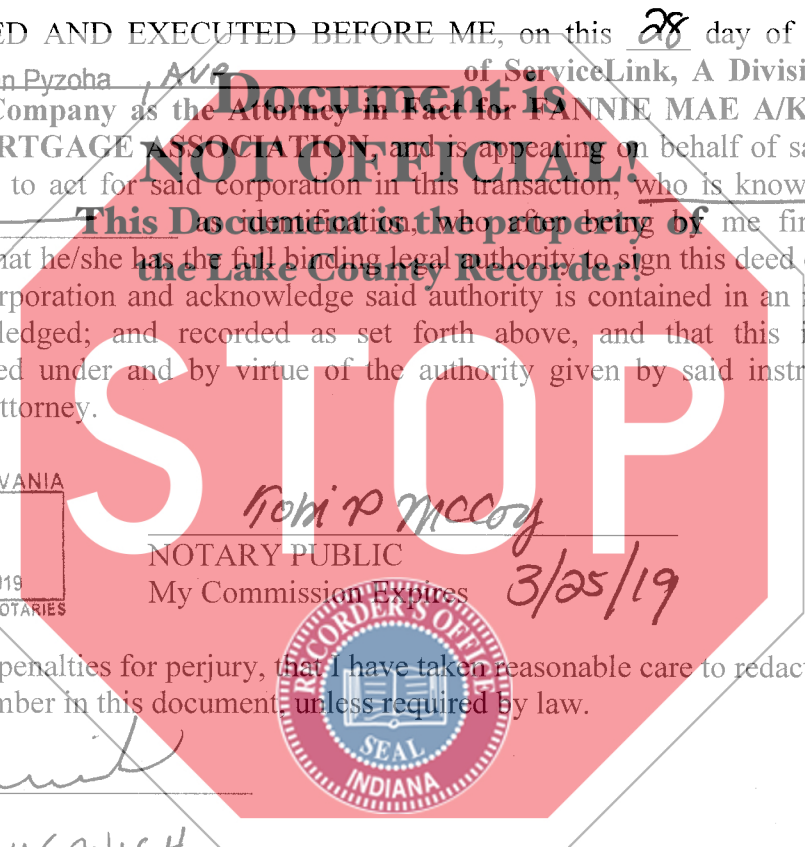 ED AND EXECUTED BEFORE ME, on this 28 day of
n Pyzoha , AVP of ServiceLink, A Divisi
Company as the Attorney in Fact for FANNIE MAE A/K
RTGAGE ASSOCIATION, and is appearing on behalf of sa
to act for said corporation in this transaction, who is know
as identification, who after being by me fir
hat he/she has the full binding legal authority to sign this deed
rporation and acknowledge said authority is contained in an i
ledged; and recorded as set forth above, and that this
ed under and by virtue of the authority given by said instr
ttorney.
Document is
NOT OFFICIAL!
This Document is the property of
the Lake County Recorder!
STOP
VANIA
19
OTARIES
Tobi P McCoy
NOTARY PUBLIC
My Commission Expires 3/25/19
RECORDER'S OFFICE
SEAL
INDIANA
penalties for perjury, that I have taken reasonable care to redac
mber in this document, unless required by law.